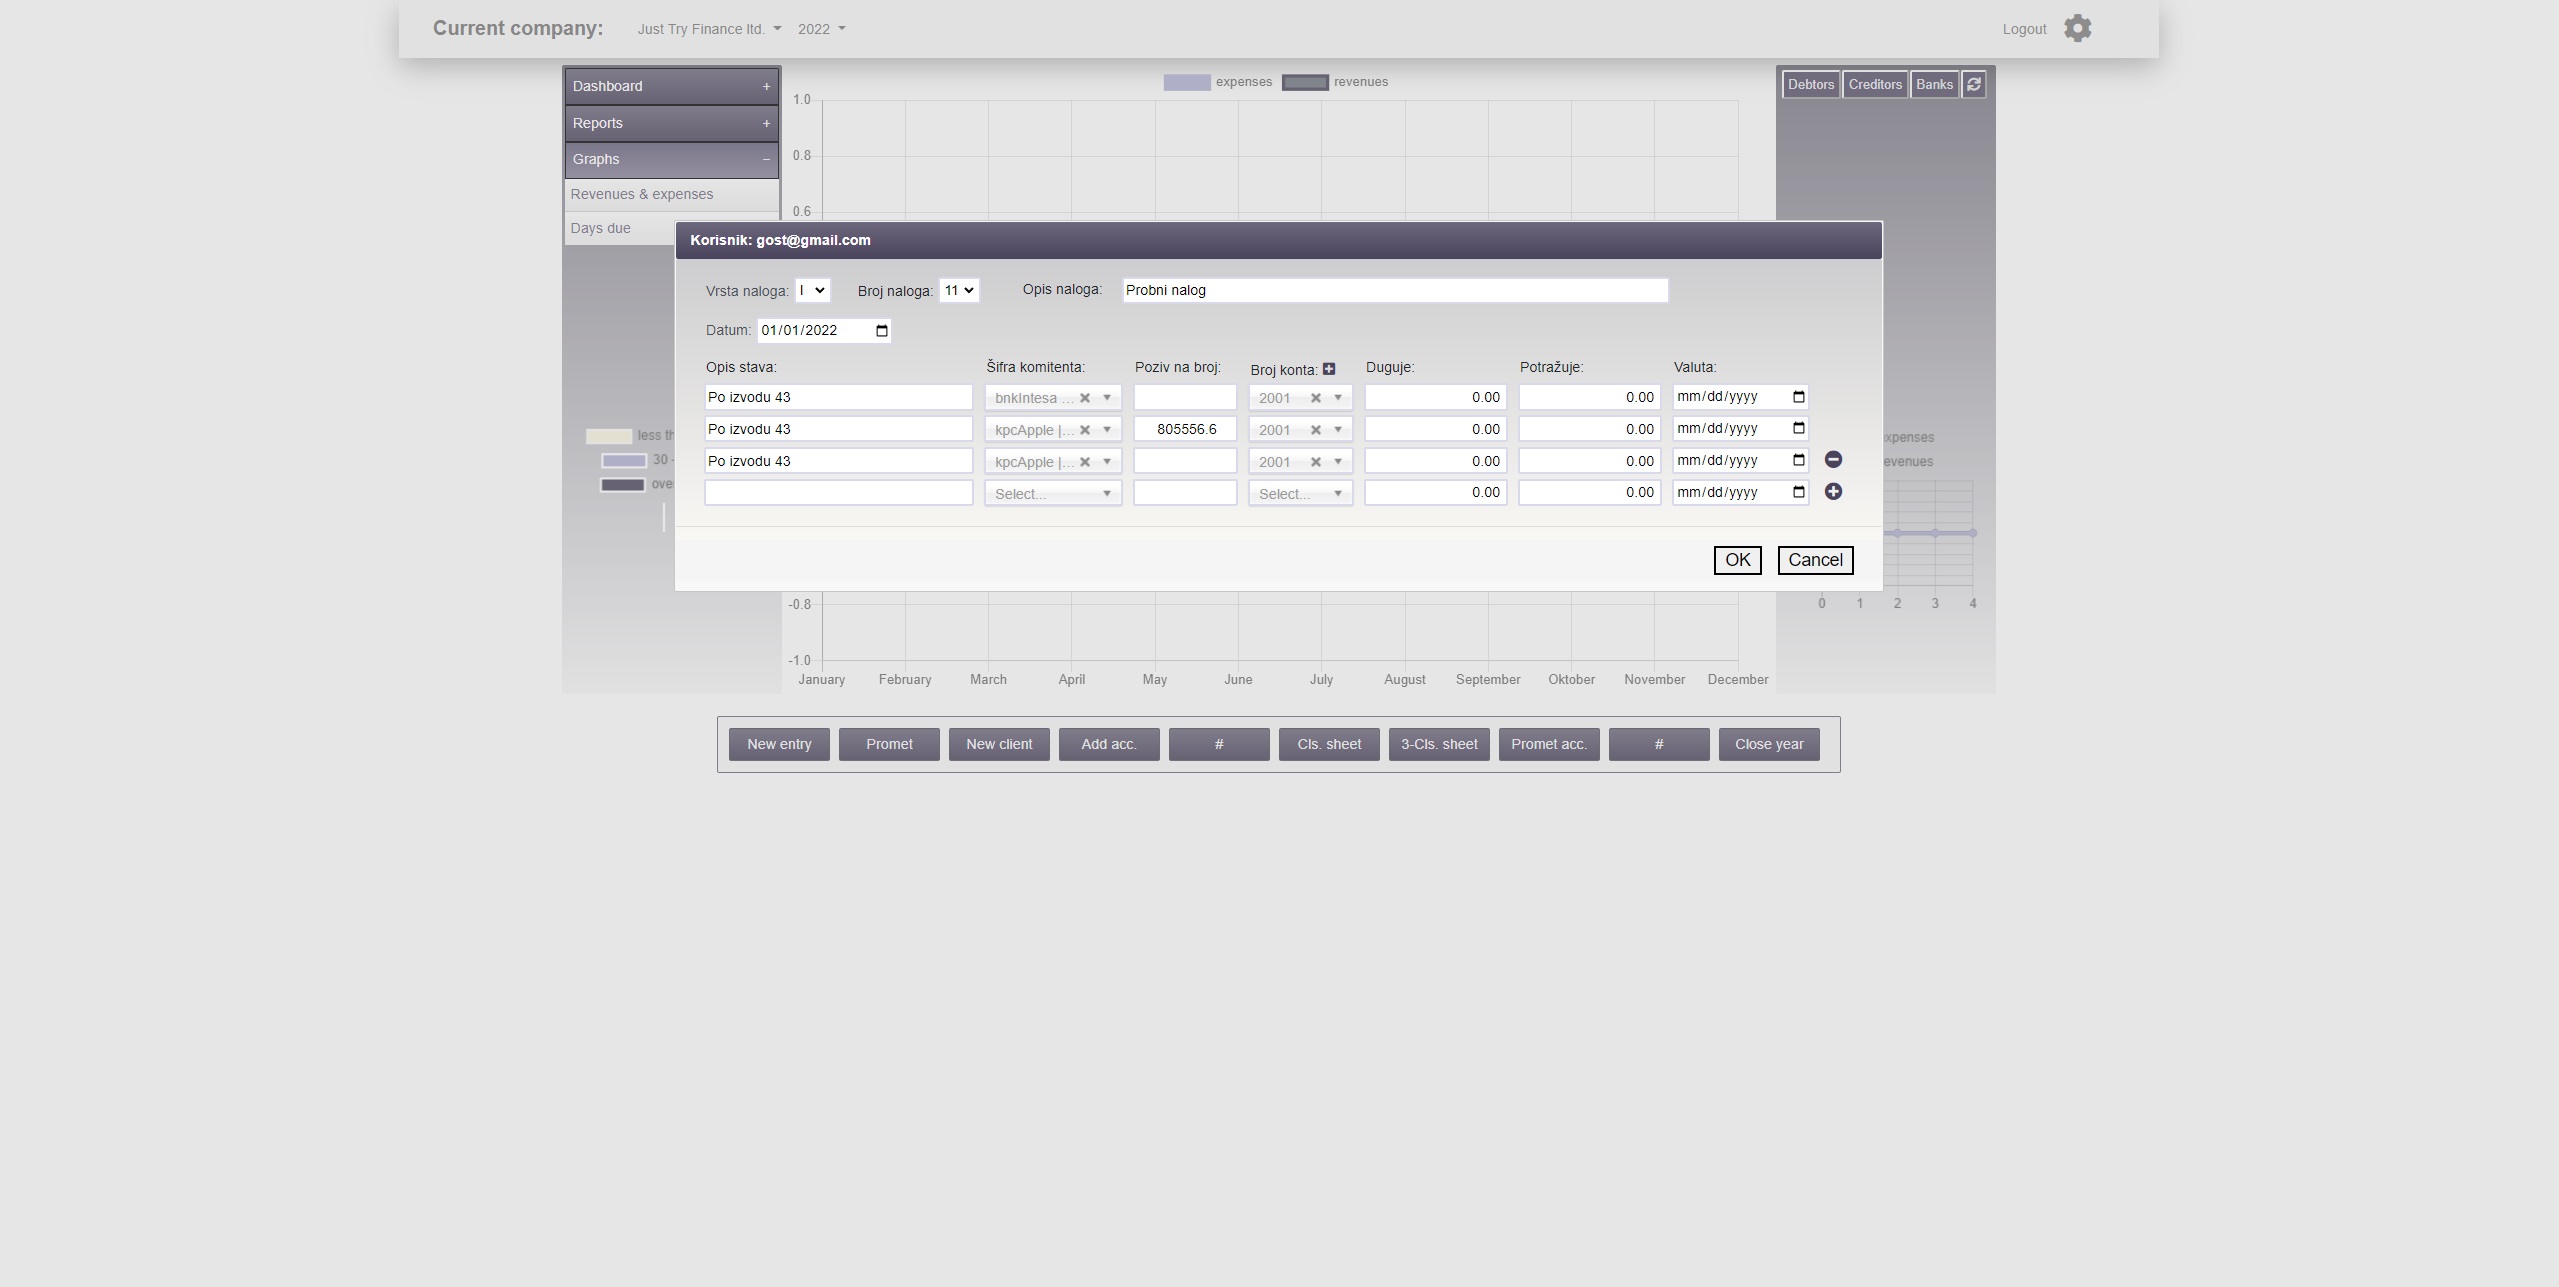 Current company: Just Try Finance ltd. 2022 Logout
Dashboard +
Reports +
Graphs −
Revenues & expenses
Days due
expenses revenues
Debtors Creditors Banks
1.0
0.8
0.6
Korisnik: gost@gmail.com
Vrsta naloga: I Broj naloga: 11 Opis naloga: Probni nalog
Datum: 01/01/2022
Opis stava: Šifra komitenta: Poziv na broj: Broj konta: Duguje: Potražuje: Valuta:
Po izvodu 43 bnkIntesa ... 2001 0.00 0.00 mm/dd/yyyy
Po izvodu 43 kpcApple |... 805556.6 2001 0.00 0.00 mm/dd/yyyy
Po izvodu 43 kpcApple |... 2001 0.00 0.00 mm/dd/yyyy
Select... Select... 0.00 0.00 mm/dd/yyyy
OK Cancel
less th
30 -
ove
xpenses
evenues
0 1 2 3 4
-0.8
-1.0
January February March April May June July August September Oktober November December
New entry Promet New client Add acc. # Cls. sheet 3-Cls. sheet Promet acc. # Close year